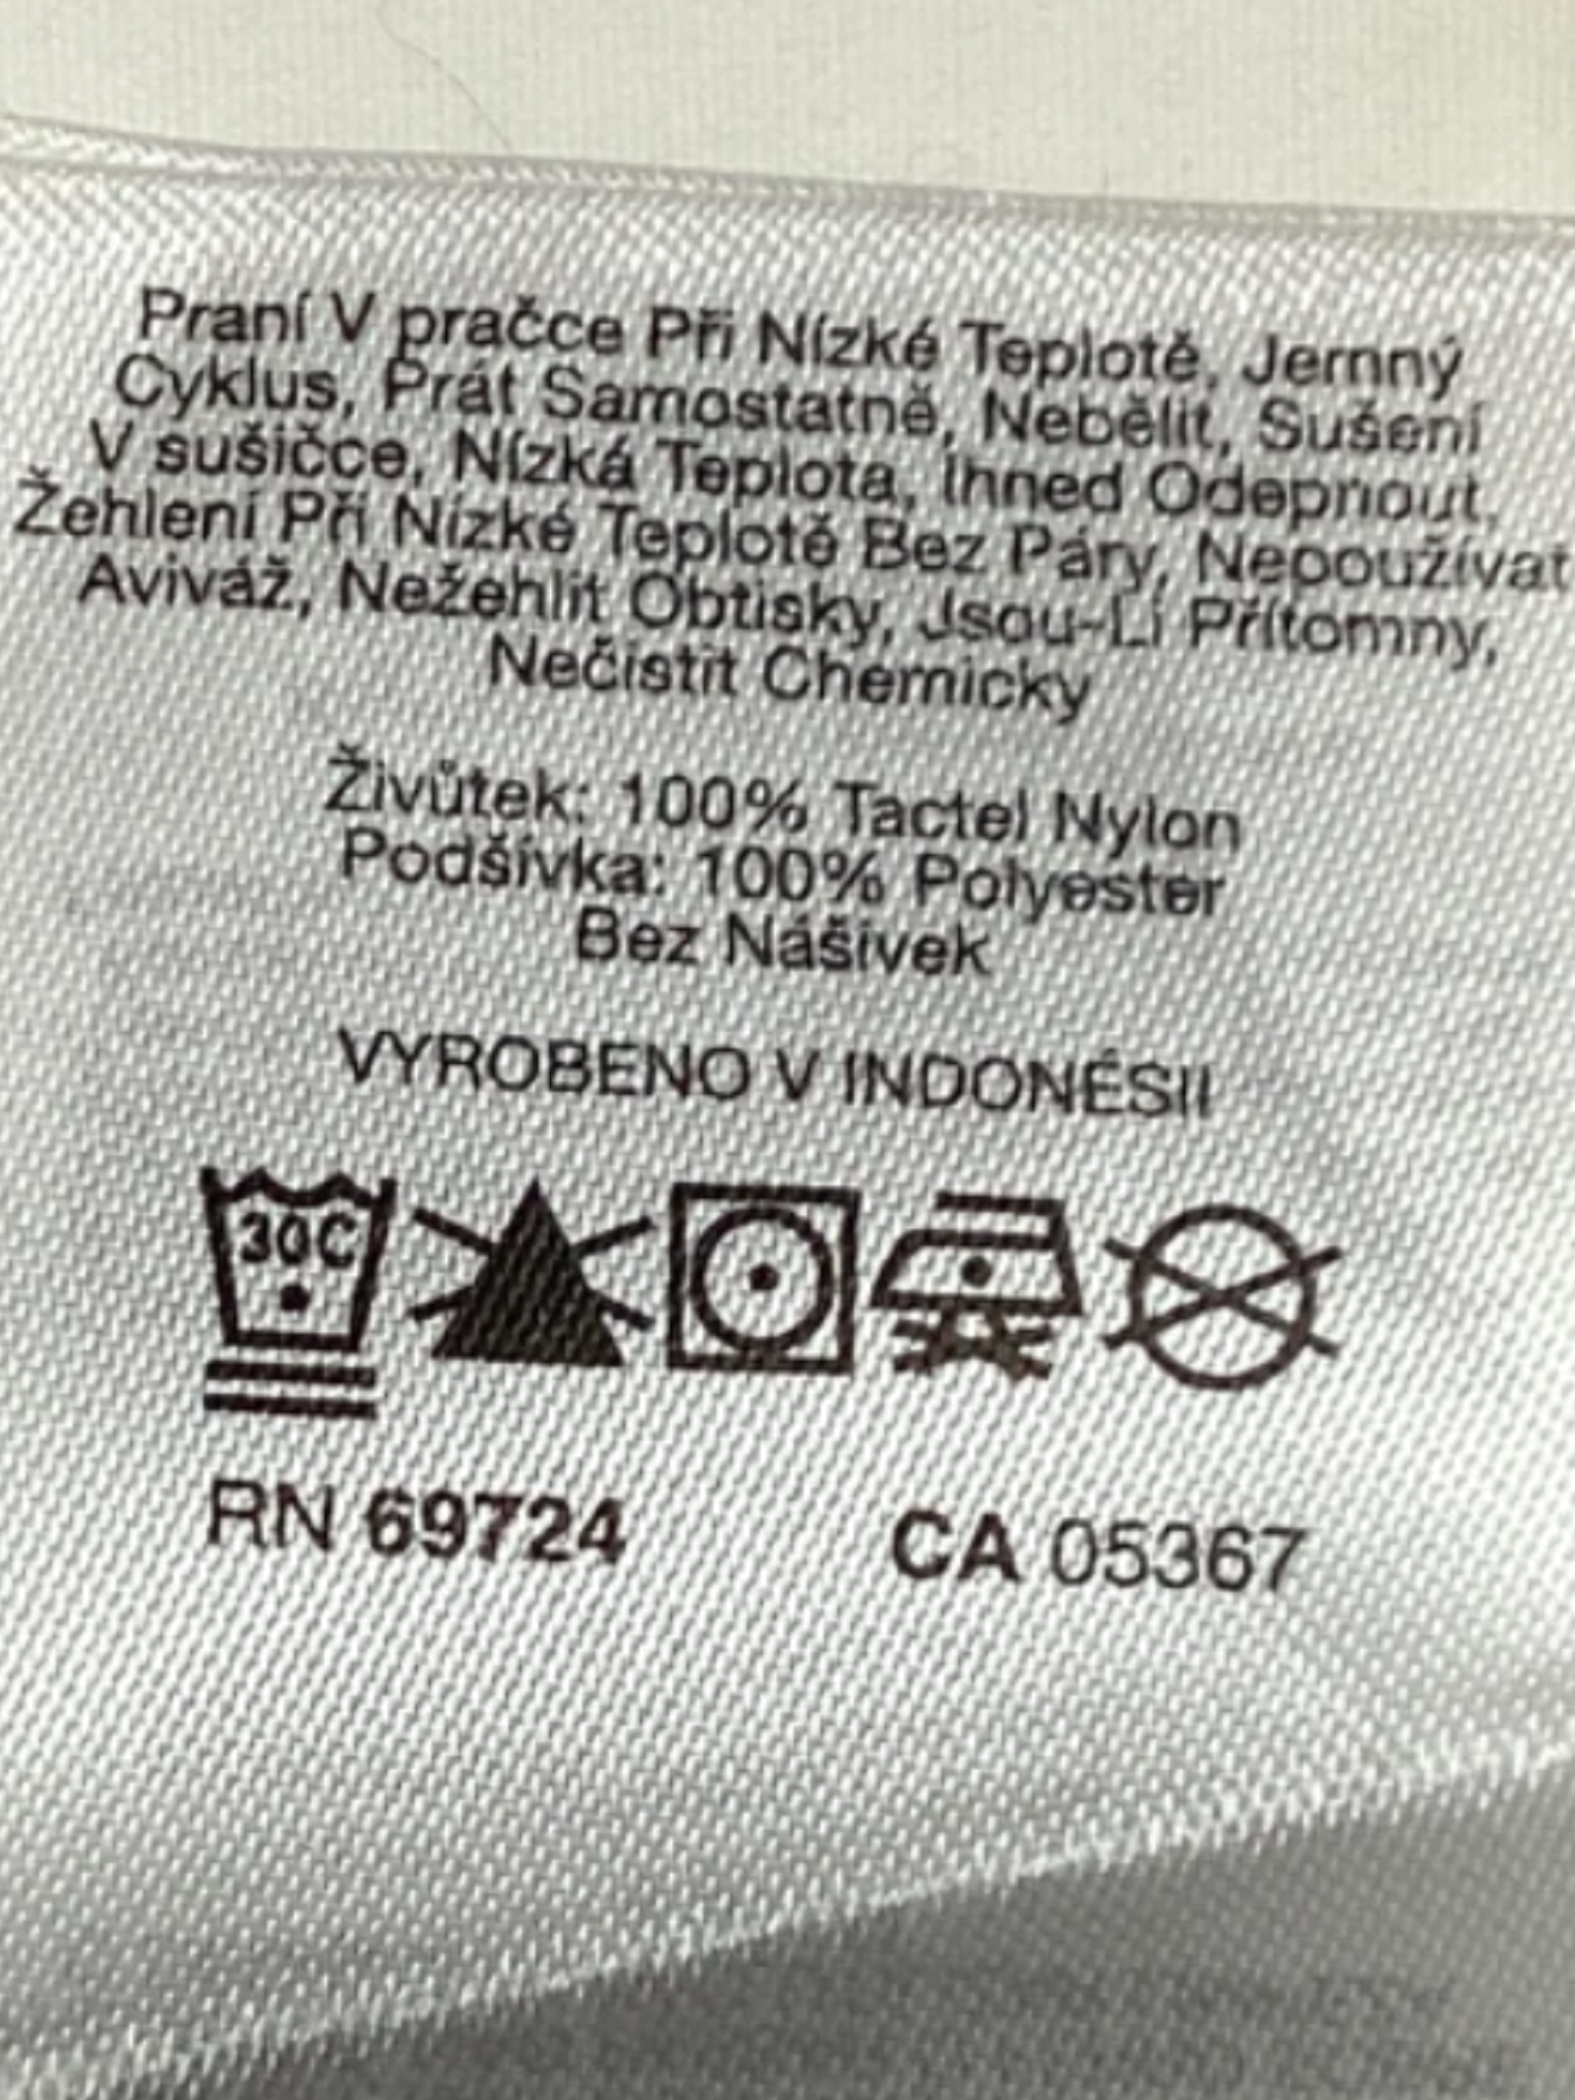 Praní V pračce Při Nízké Teplotě, Jemný
Cyklus, Prát Samostatně, Nebělit, Sušení
V sušičce, Nízká Teplota, Ihned Odepnout,
Žehlení Při Nízké Teplotě Bez Páry, Nepoužívat
Aviváž, Nežehlit Obtisky, Jsou-Li Přítomny,
Nečistit Chemicky
Živůtek: 100% Tactel Nylon
Podšívka: 100% Polyester
Bez Nášivek
VYROBENO V INDONÉSII
30C
RN 69724 CA 05367